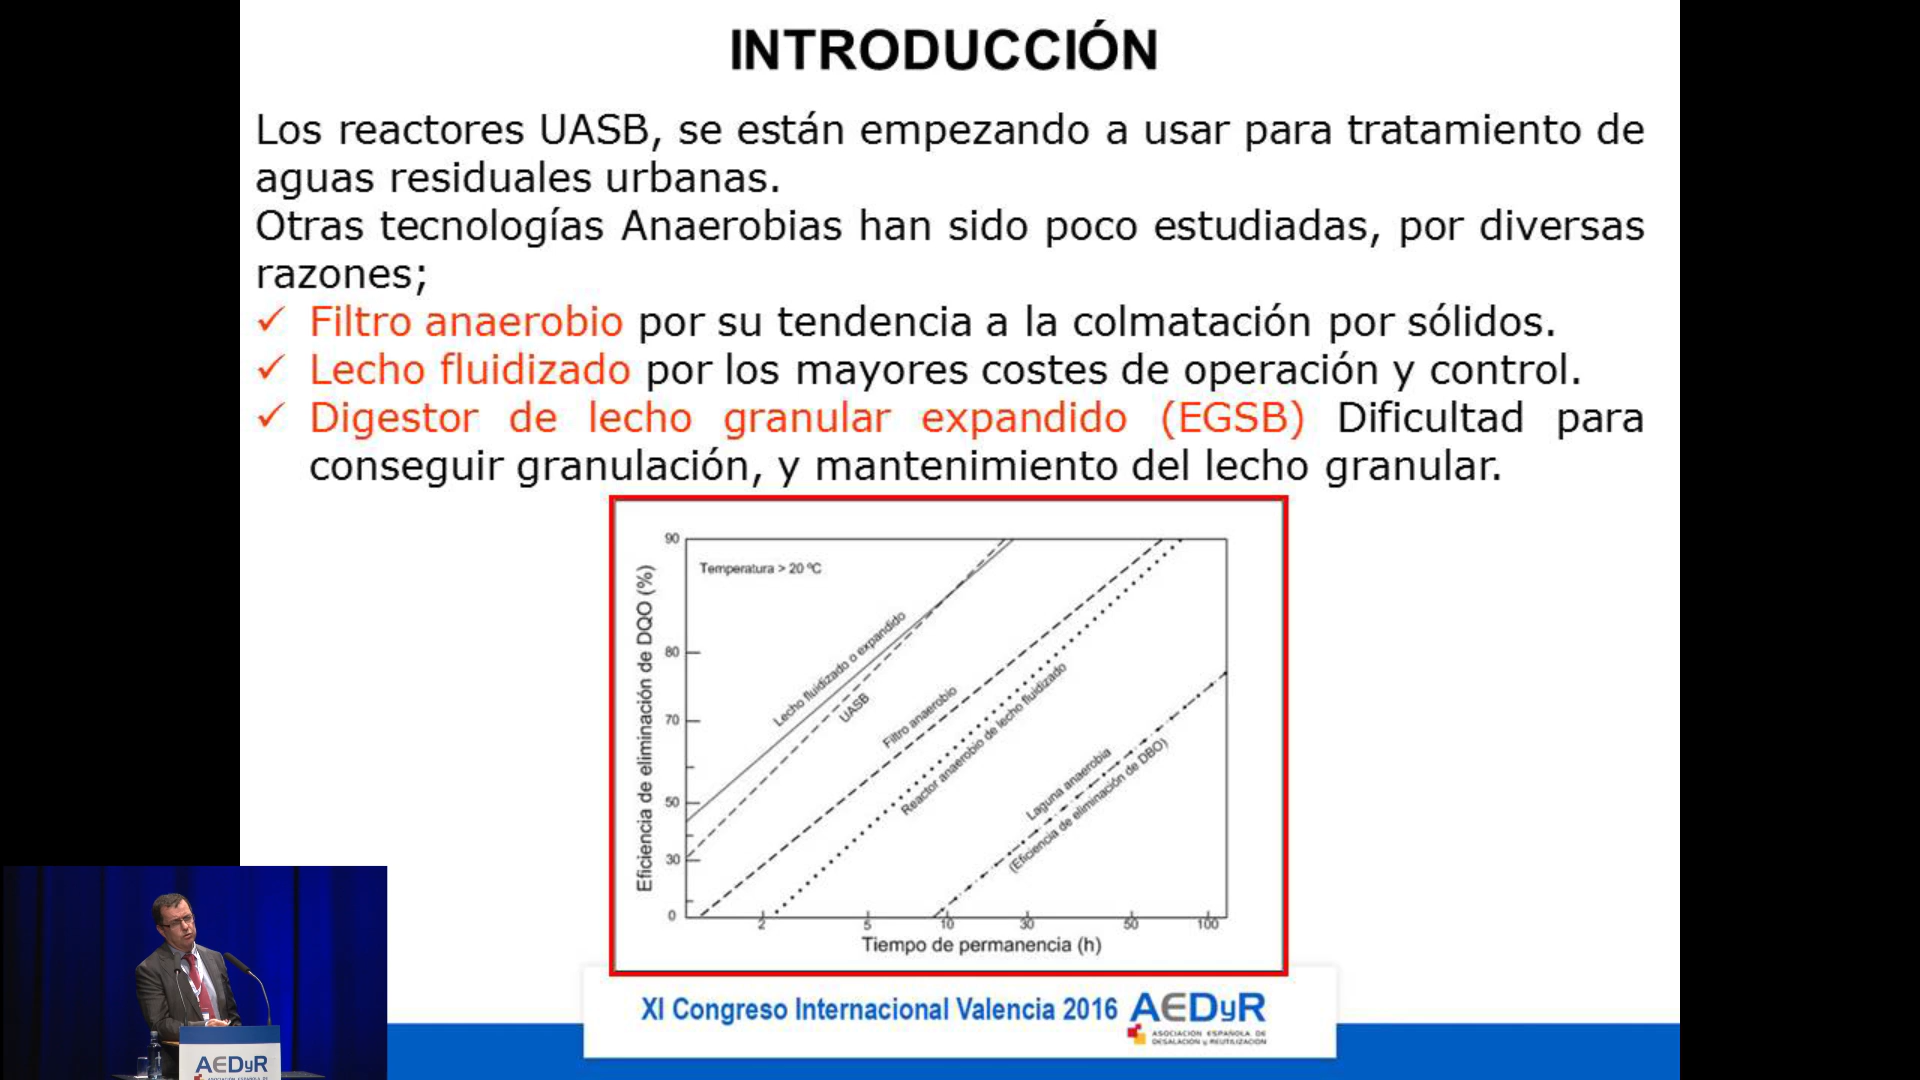 INTRODUCCIÓN
Los reactores UASB, se están empezando a usar para tratamiento de
aguas residuales urbanas.
Otras tecnologías Anaerobias han sido poco estudiadas, por diversas
razones;
✓ Filtro anaerobio por su tendencia a la colmatación por sólidos.
✓ Lecho fluidizado por los mayores costes de operación y control.
✓ Digestor de lecho granular expandido (EGSB) Dificultad para
conseguir granulación, y mantenimiento del lecho granular.
Temperatura > 20 ºC
Eficiencia de eliminación de DQO (%)
90
80
70
50
30
0
Lecho fluidizado o expandido
UASB
Filtro anaerobio
Reactor anaerobio de lecho fluidizado
Laguna anaerobia
(Eficiencia de eliminación de DBO)
2 5 10 30 50 100
Tiempo de permanencia (h)
XI Congreso Internacional Valencia 2016
AEDyR
ASOCIACIÓN ESPAÑOLA DE
DESALACIÓN y REUTILIZACIÓN
AEDyR